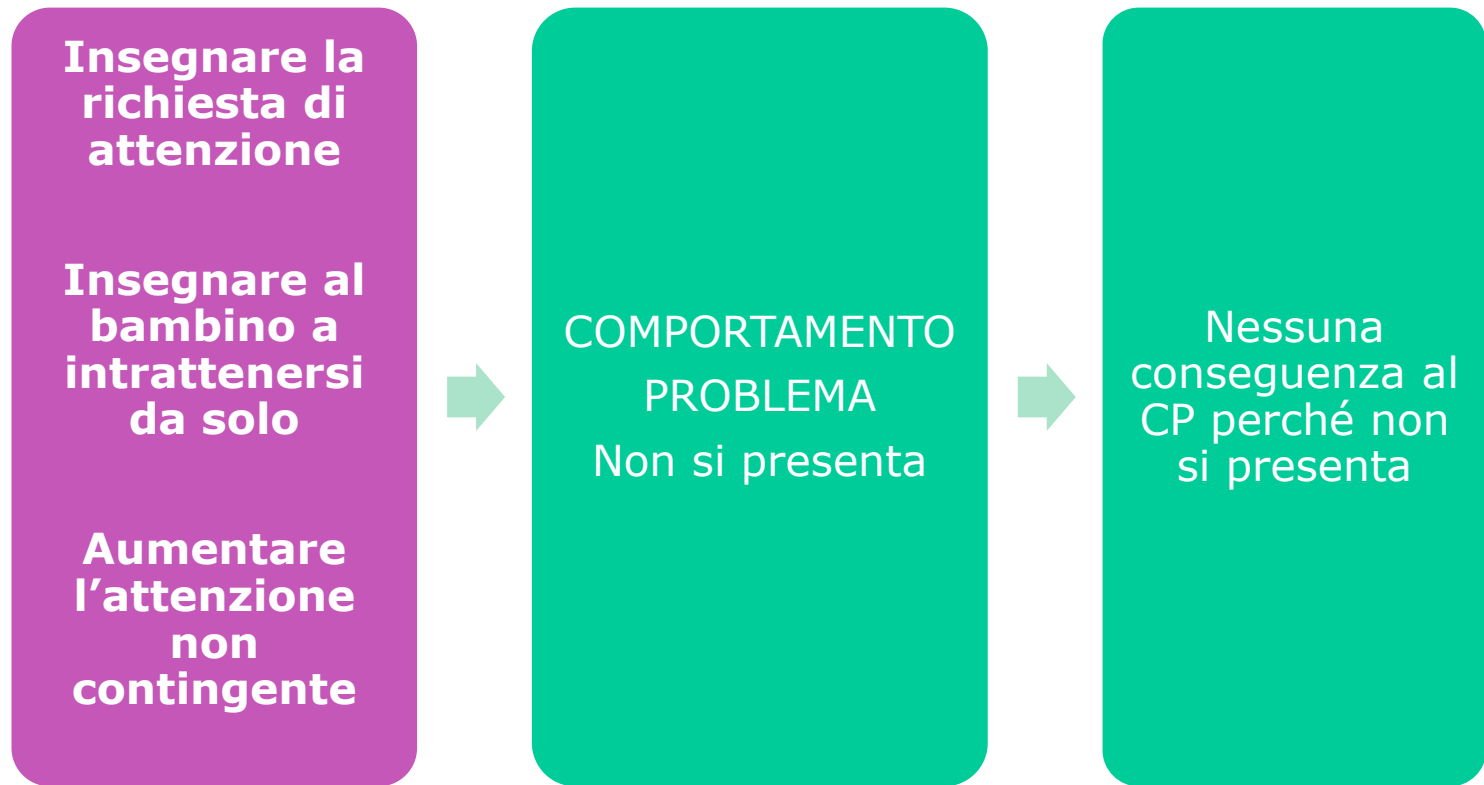 Insegnare la
richiesta di
attenzione
Insegnare al
bambino a
intrattenersi
da solo
Aumentare
l’attenzione
non
contingente
COMPORTAMENTO
PROBLEMA
Non si presenta
Nessuna
conseguenza al
CP perché non
si presenta